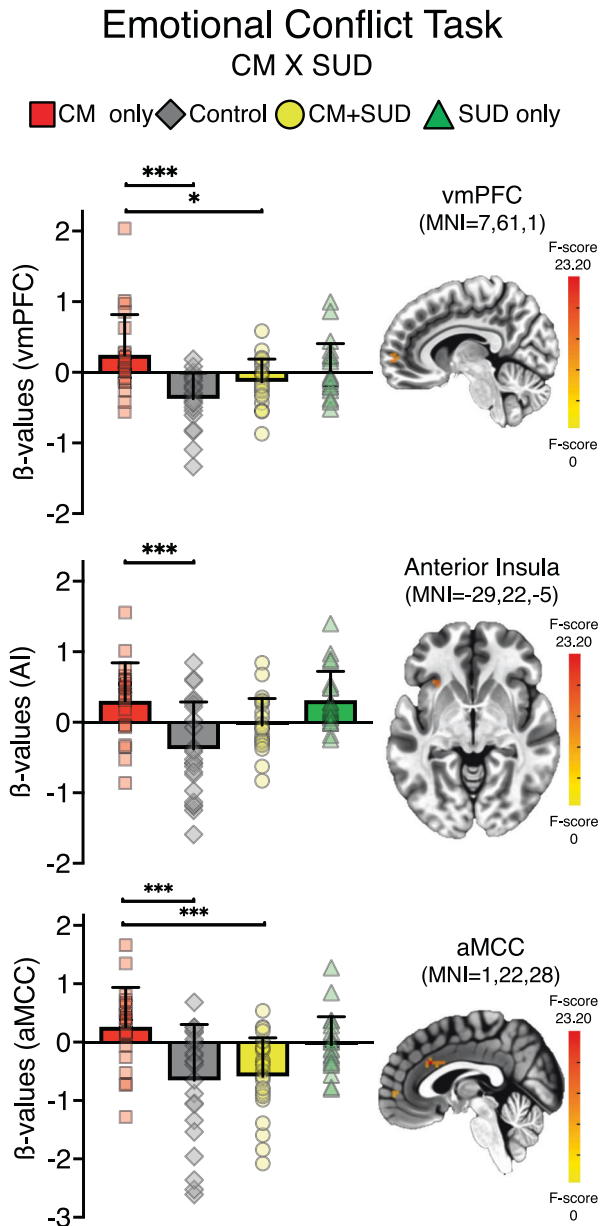 Emotional Conflict Task
CM X SUD
CM only Control CM+SUD SUD only
***
*
vmPFC
(MNI=7,61,1)
F-score
23.20
2
1
0
-1
-2
ß-values (vmPFC)
F-score
0
***
Anterior Insula
(MNI=-29,22,-5)
F-score
23.20
2
1
0
-1
-2
ß-values (AI)
F-score
0
***
***
aMCC
(MNI=1,22,28)
F-score
23.20
2
1
0
-1
-2
-3
ß-values (aMCC)
F-score
0